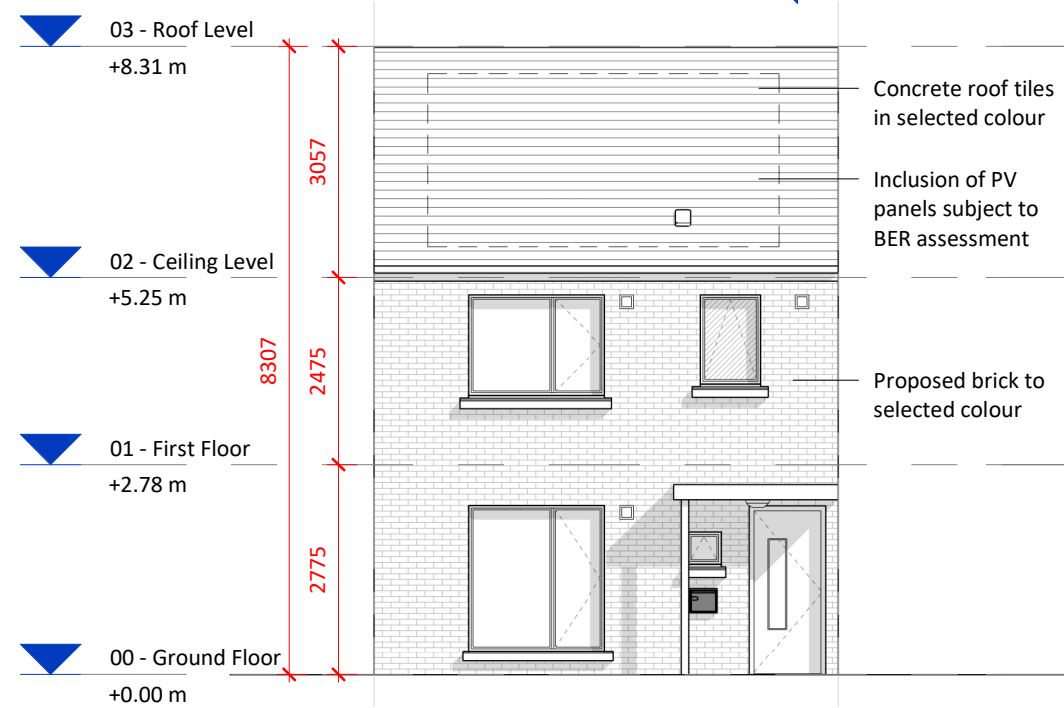 03 - Roof Level
+8.31 m
Concrete roof tiles
in selected colour
3057
Inclusion of PV
panels subject to
BER assessment
02 - Ceiling Level
+5.25 m
8307
2475
Proposed brick to
selected colour
01 - First Floor
+2.78 m
2775
00 - Ground Floor
+0.00 m